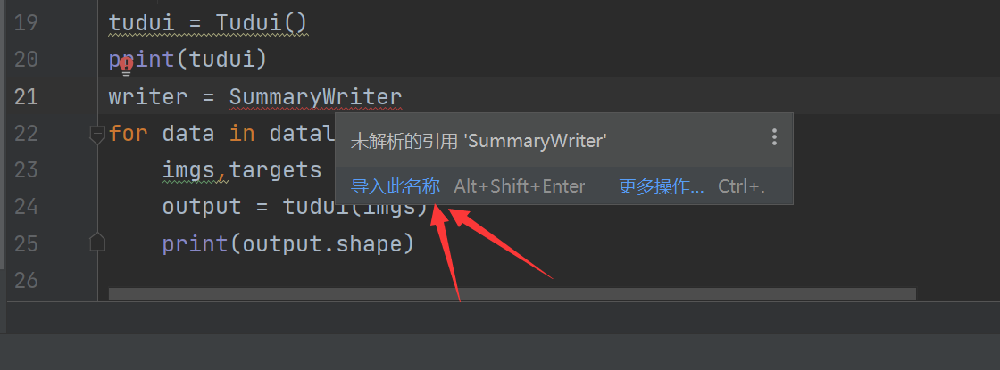 19 tudui = Tudui()
20 print(tudui)
21 writer = SummaryWriter
22 for data in datal
未解析的引用 'SummaryWriter'
23 imgs,targets
导入此名称 Alt+Shift+Enter 更多操作... Ctrl+.
24 output = tudui(imgs)
25 print(output.shape)
26